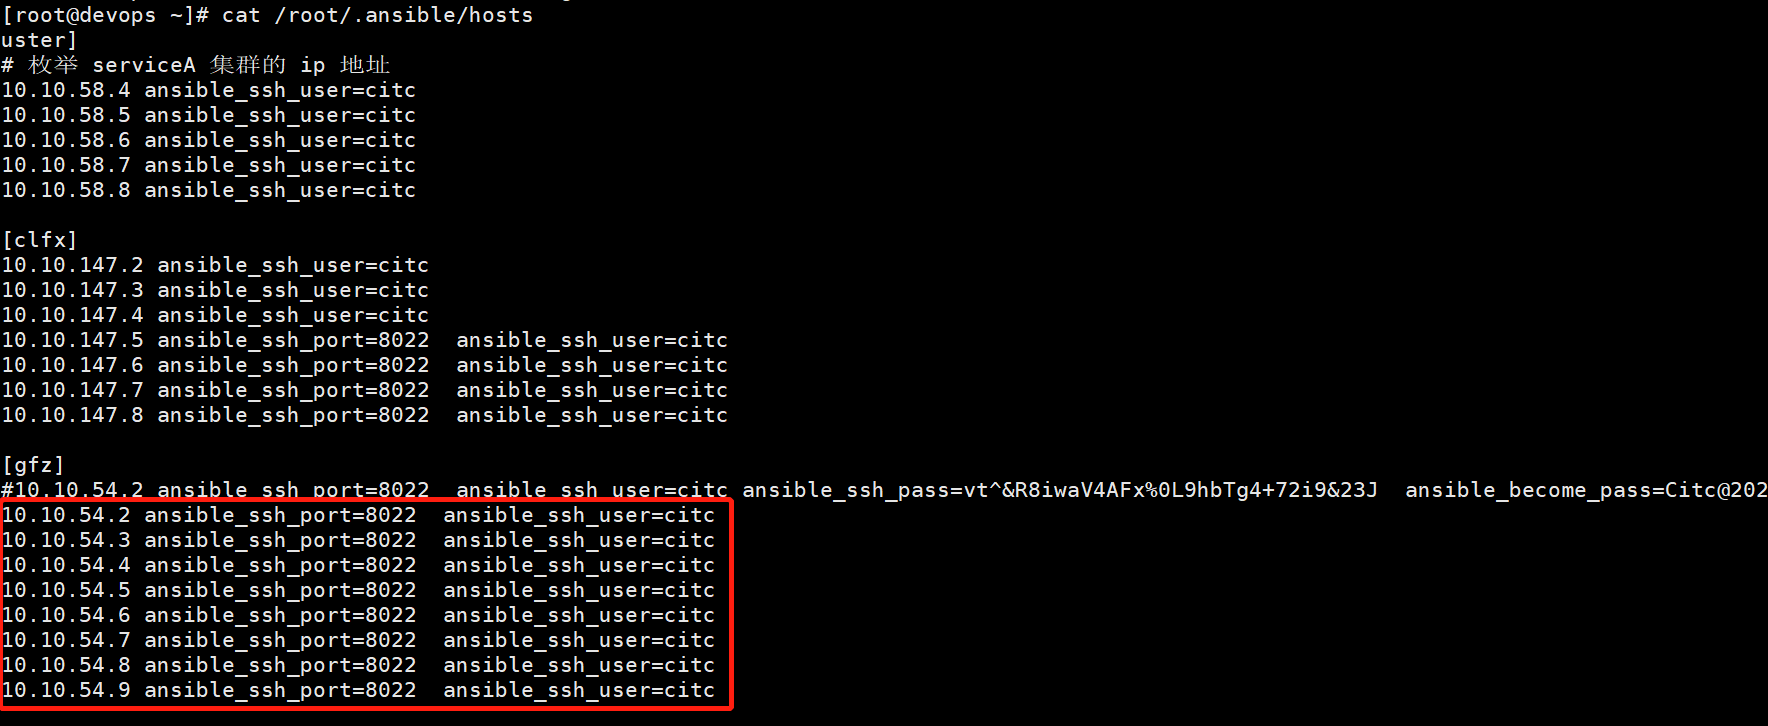 [root@devops ~]# cat /root/.ansible/hosts
uster]
# 枚举 serviceA 集群的 ip 地址
10.10.58.4 ansible_ssh_user=citc
10.10.58.5 ansible_ssh_user=citc
10.10.58.6 ansible_ssh_user=citc
10.10.58.7 ansible_ssh_user=citc
10.10.58.8 ansible_ssh_user=citc
[clfx]
10.10.147.2 ansible_ssh_user=citc
10.10.147.3 ansible_ssh_user=citc
10.10.147.4 ansible_ssh_user=citc
10.10.147.5 ansible_ssh_port=8022  ansible_ssh_user=citc
10.10.147.6 ansible_ssh_port=8022  ansible_ssh_user=citc
10.10.147.7 ansible_ssh_port=8022  ansible_ssh_user=citc
10.10.147.8 ansible_ssh_port=8022  ansible_ssh_user=citc
[gfz]
#10.10.54.2 ansible_ssh_port=8022  ansible_ssh_user=citc ansible_ssh_pass=vt^&R8iwaV4AFx%0L9hbTg4+72i9&23J  ansible_become_pass=Citc@202
10.10.54.2 ansible_ssh_port=8022  ansible_ssh_user=citc
10.10.54.3 ansible_ssh_port=8022  ansible_ssh_user=citc
10.10.54.4 ansible_ssh_port=8022  ansible_ssh_user=citc
10.10.54.5 ansible_ssh_port=8022  ansible_ssh_user=citc
10.10.54.6 ansible_ssh_port=8022  ansible_ssh_user=citc
10.10.54.7 ansible_ssh_port=8022  ansible_ssh_user=citc
10.10.54.8 ansible_ssh_port=8022  ansible_ssh_user=citc
10.10.54.9 ansible_ssh_port=8022  ansible_ssh_user=citc